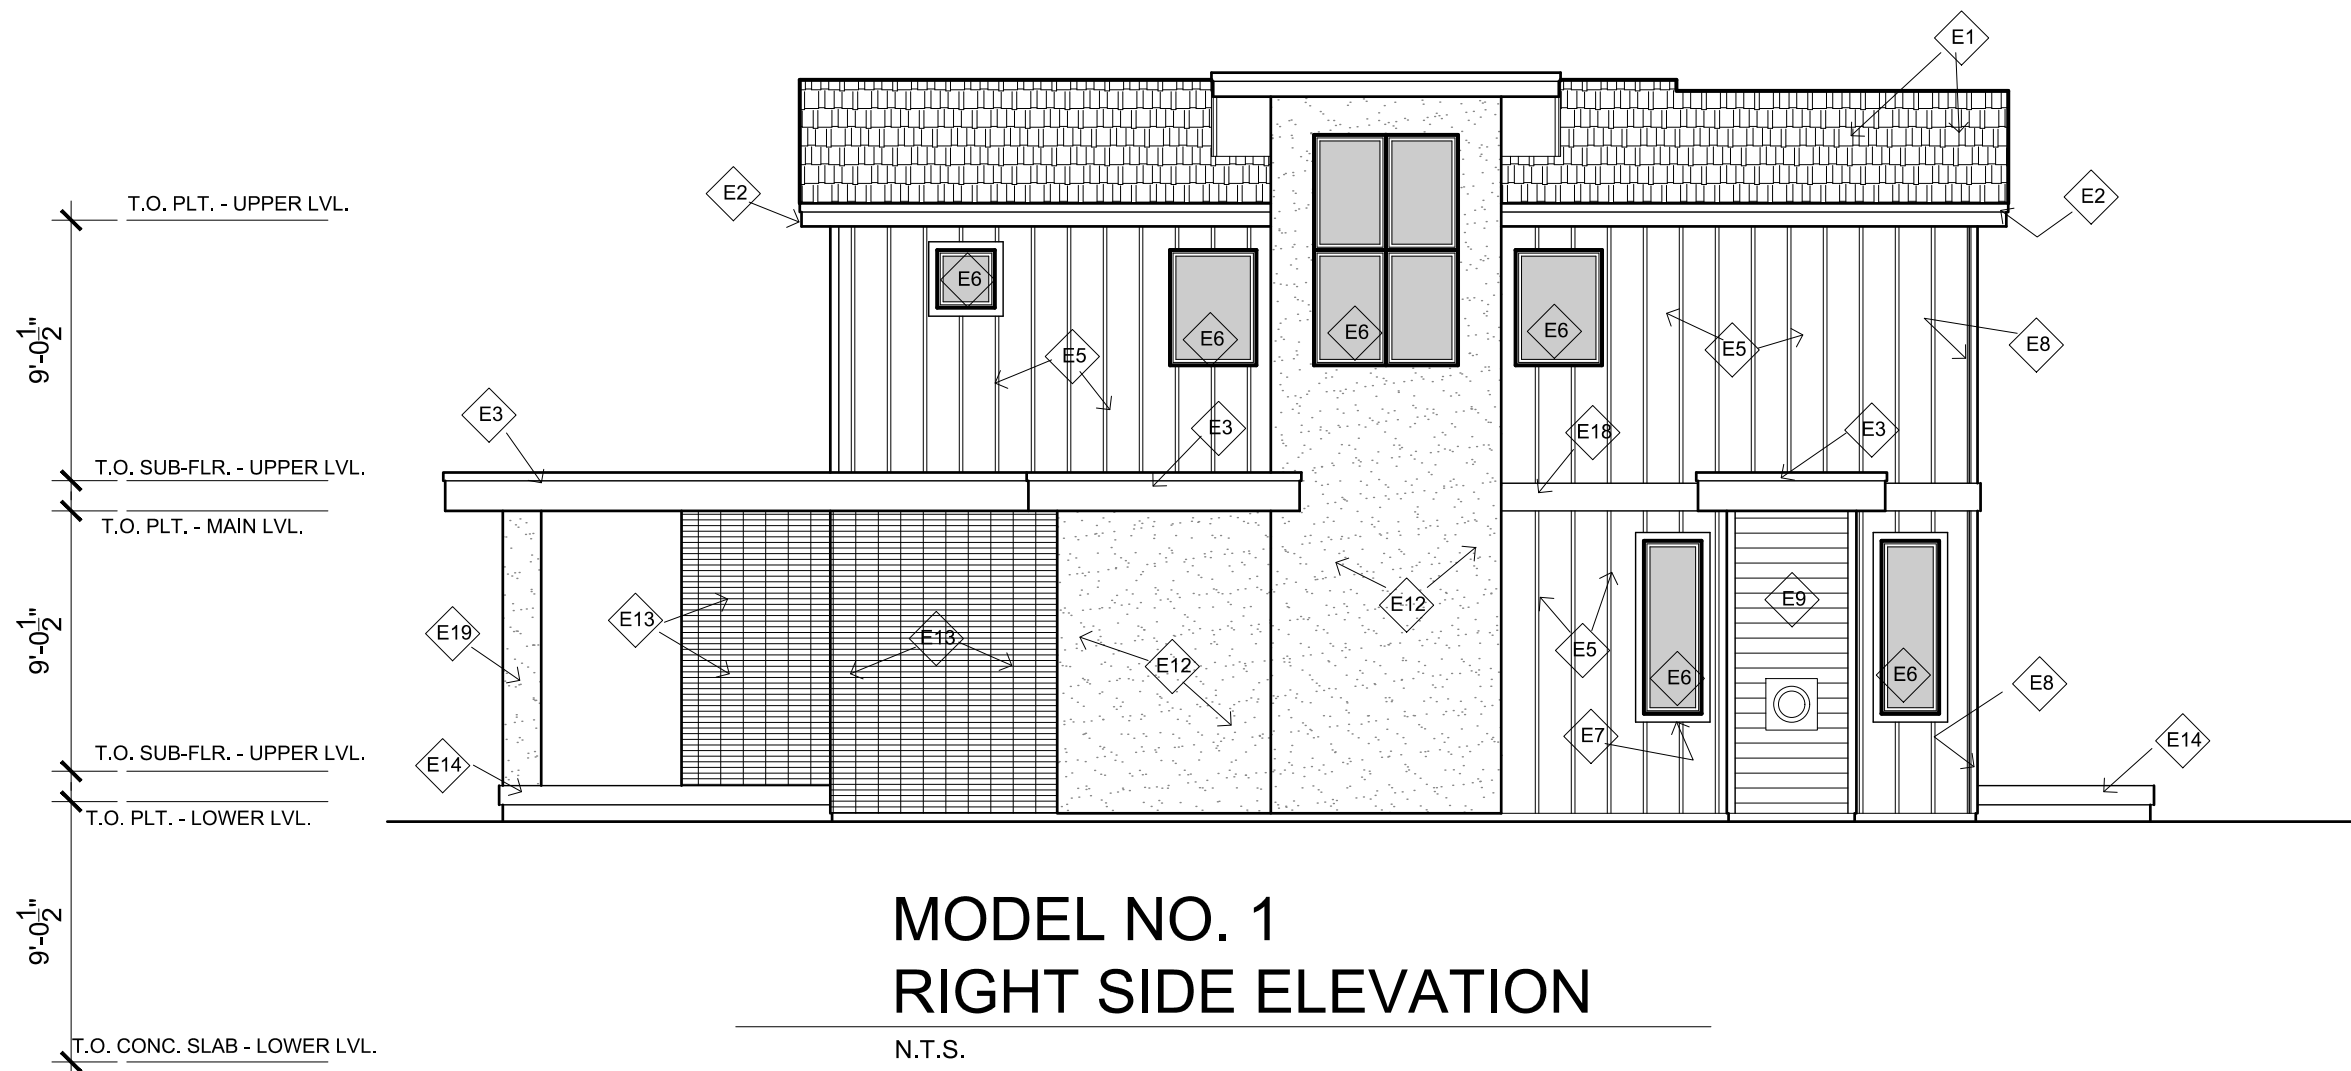 E1
E2
T.O. PLT. - UPPER LVL.
E2
E6
9'-0 1/2"
E6
E6
E6
E5
E5
E8
E3
E3
E18
E3
T.O. SUB-FLR. - UPPER LVL.
T.O. PLT. - MAIN LVL.
E9
E12
E13
E19
E13
9'-0 1/2"
E5
E12
E6
E6
E8
E7
E14
T.O. SUB-FLR. - UPPER LVL.
E14
T.O. PLT. - LOWER LVL.
9'-0 1/2"
MODEL NO. 1
RIGHT SIDE ELEVATION
T.O. CONC. SLAB - LOWER LVL.
N.T.S.